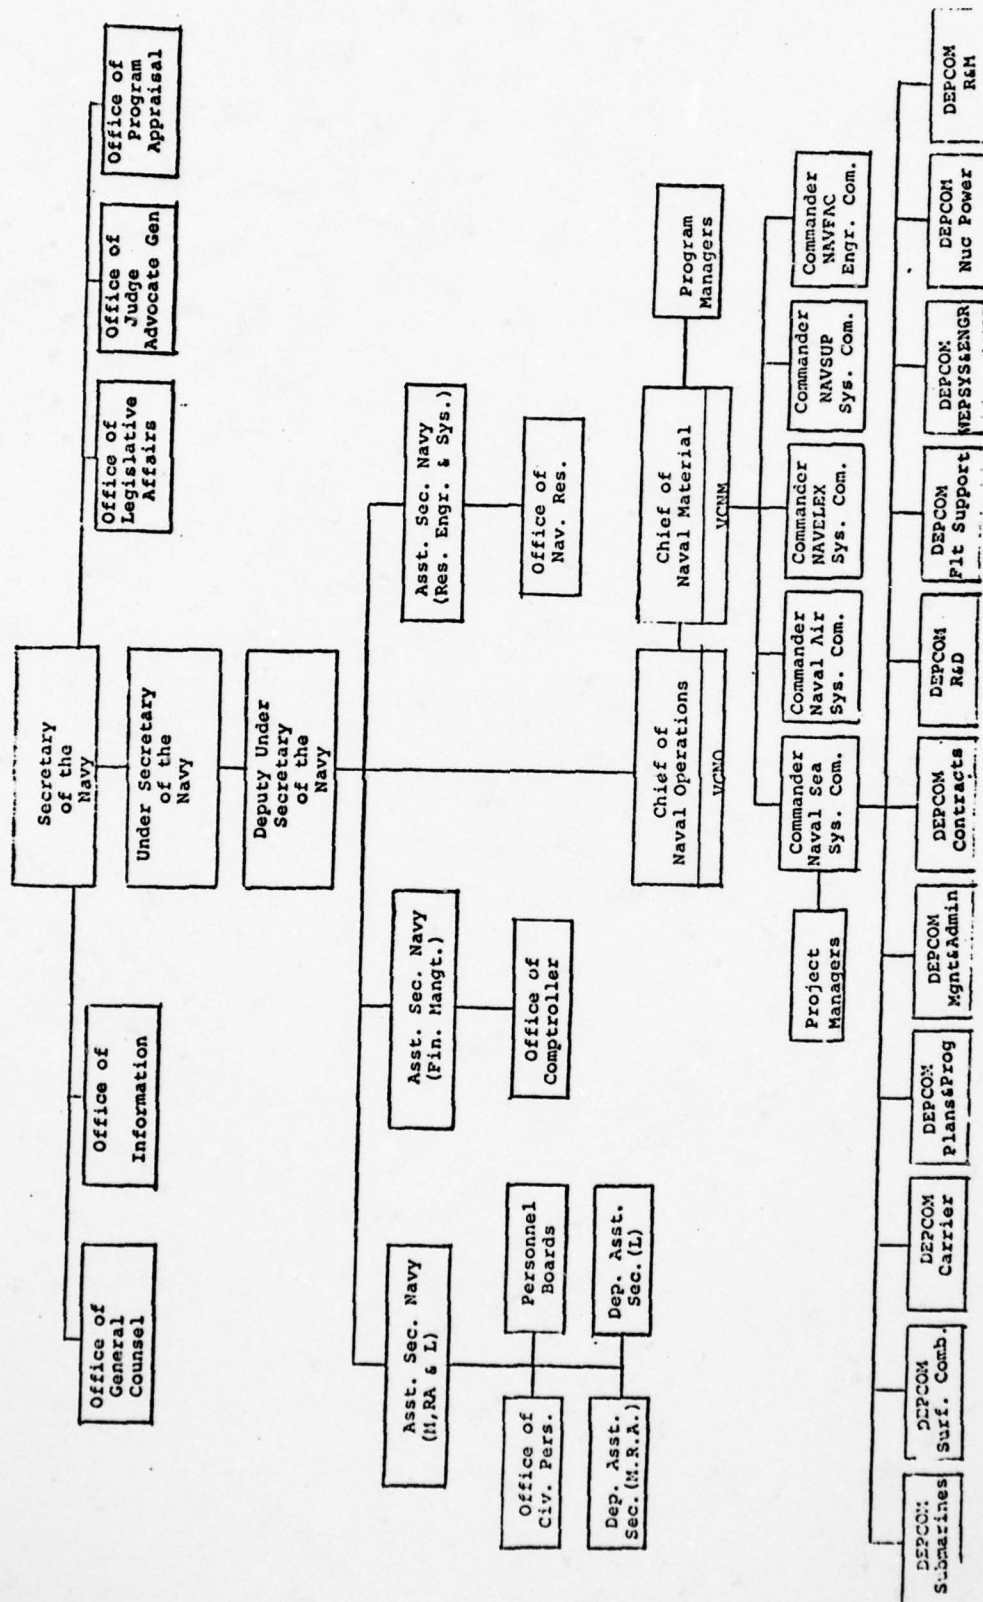 Secretary
of the
Navy
Office of
General
Counsel
Office of
Information
Office of
Legislative
Affairs
Office of
Judge
Advocate Gen
Office of
Program
Appraisal
Under Secretary
of the
Navy
Deputy Under
Secretary
of the
Navy
Asst. Sec. Navy
(M,RA & L)
Asst. Sec. Navy
(Fin. Mangt.)
Asst. Sec. Navy
(Res. Engr. & Sys.)
Office of
Civ. Pers.
Personnel
Boards
Dep. Asst.
Sec.(M.R.A.)
Dep. Asst.
Sec.(L)
Office of
Comptroller
Office of
Nav. Res.
Chief of
Naval Operations
VCNO
Chief of
Naval Material
VCNM
Program
Managers
Project
Managers
Commander
Naval Sea
Sys. Com.
Commander
Naval Air
Sys. Com.
Commander
NAVELEX
Sys. Com.
Commander
NAVSUP
Sys. Com.
Commander
NAVFAC
Engr. Com.
DEPCOM
Submarines
DEPCOM
Surf. Comb.
DEPCOM
Carrier
DEPCOM
Plans&Prog
DEPCOM
Mgnt&Admin
DEPCOM
Contracts
DEPCOM
R&D
DEPCOM
Flt Support
DEPCOM
WEPSYS&ENGR
DEPCOM
Nuc Power
DEPCOM
R&M